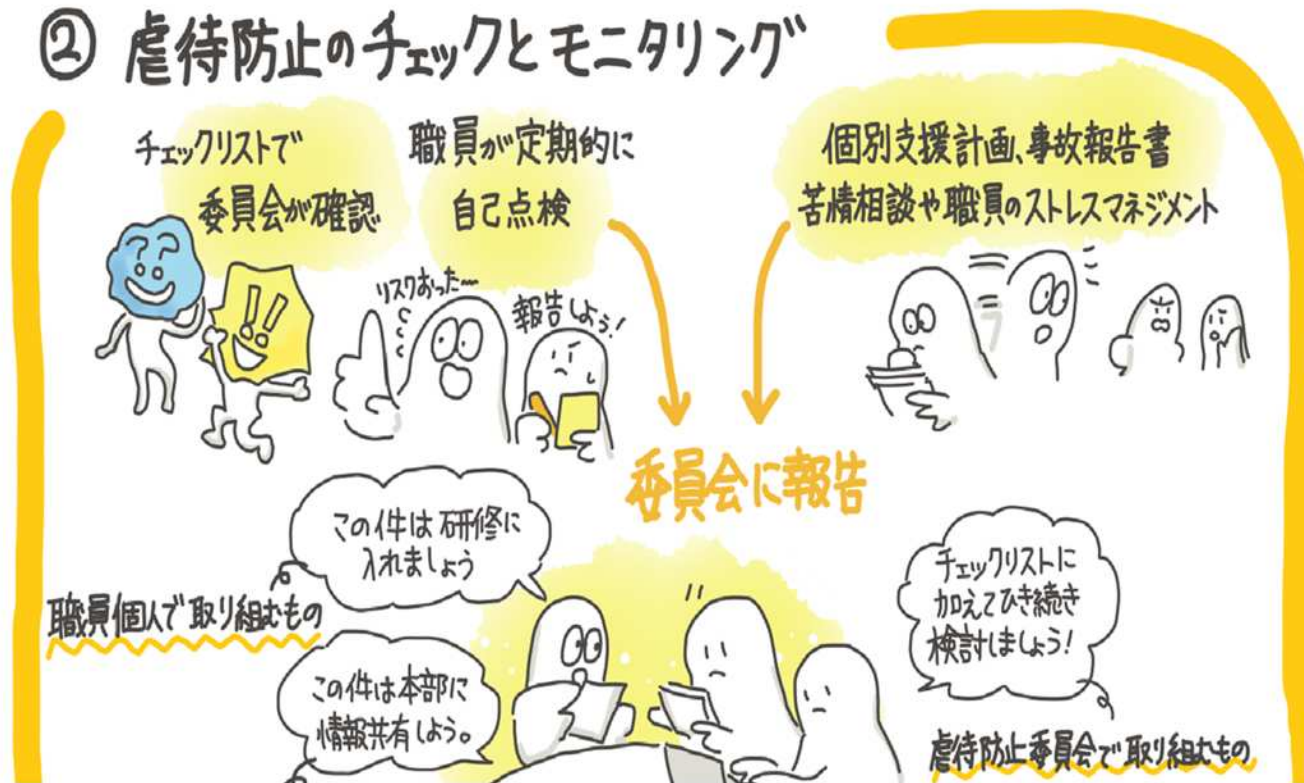 ② 虐待防止のチェックとモニタリング
チェックリストで
委員会が確認
職員が定期的に
自己点検
個別支援計画、事故報告書
苦情相談や職員のストレスマネジメント
??
!!
リスクあった〜
報告しよう!
委員会に報告
この件は研修に
入れましょう
職員個人で取り組むもの
この件は本部に
情報共有しよう。
チェックリストに
加えてひき続き
検討しましょう!
虐待防止委員会で取り組むもの